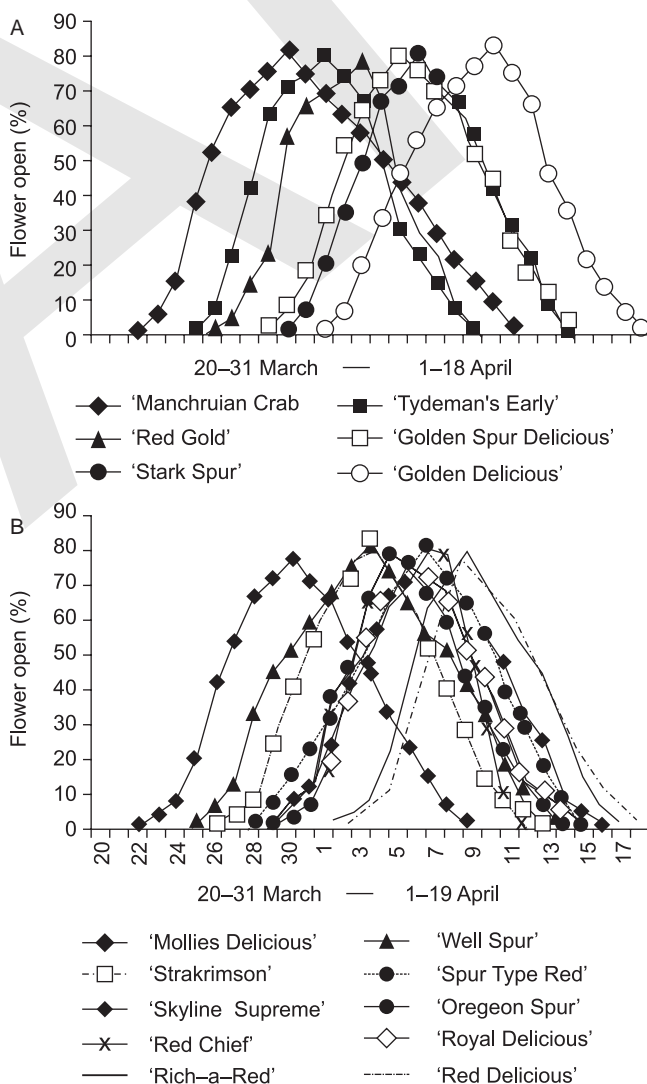 A
Flower open (%)
90
80
70
60
50
40
30
20
10
0
20–31 March — 1–18 April
‘Manchruian Crab
‘Tydeman's Early’
‘Red Gold’
‘Golden Spur Delicious’
‘Stark Spur’
‘Golden Delicious’
B
Flower open (%)
90
80
70
60
50
40
30
20
10
0
20 22 24 26 28 30 1 3 5 7 9 11 13 15 17
20–31 March — 1–19 April
‘Mollies Delicious’
‘Well Spur’
‘Strakrimson’
‘Spur Type Red’
‘Skyline Supreme’
‘Oregeon Spur’
‘Red Chief’
‘Royal Delicious’
‘Rich–a–Red’
‘Red Delicious’